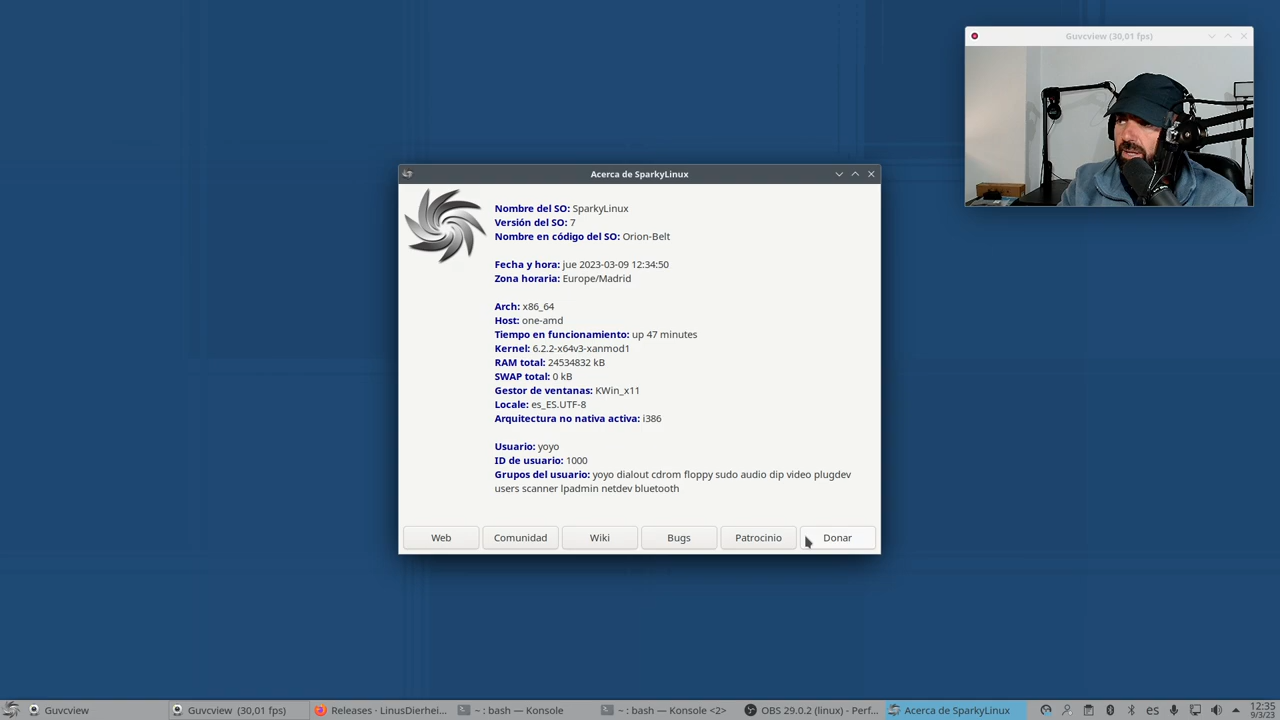 Guvcview (30,01 fps)
Acerca de SparkyLinux
Nombre del SO: SparkyLinux
Versión del SO: 7
Nombre en código del SO: Orion-Belt
Fecha y hora: jue 2023-03-09 12:34:50
Zona horaria: Europe/Madrid
Arch: x86_64
Host: one-amd
Tiempo en funcionamiento: up 47 minutes
Kernel: 6.2.2-x64v3-xanmod1
RAM total: 24534832 kB
SWAP total: 0 kB
Gestor de ventanas: KWin_x11
Locale: es_ES.UTF-8
Arquitectura no nativa activa: i386
Usuario: yoyo
ID de usuario: 1000
Grupos del usuario: yoyo dialout cdrom floppy sudo audio dip video plugdev
users scanner lpadmin netdev bluetooth
Web Comunidad Wiki Bugs Patrocinio Donar
Guvcview Guvcview (30,01 fps) Releases · LinusDierhei... ~ : bash — Konsole ~ : bash — Konsole <2> OBS 29.0.2 (linux) - Perf... Acerca de SparkyLinux es 12:35
9/3/23